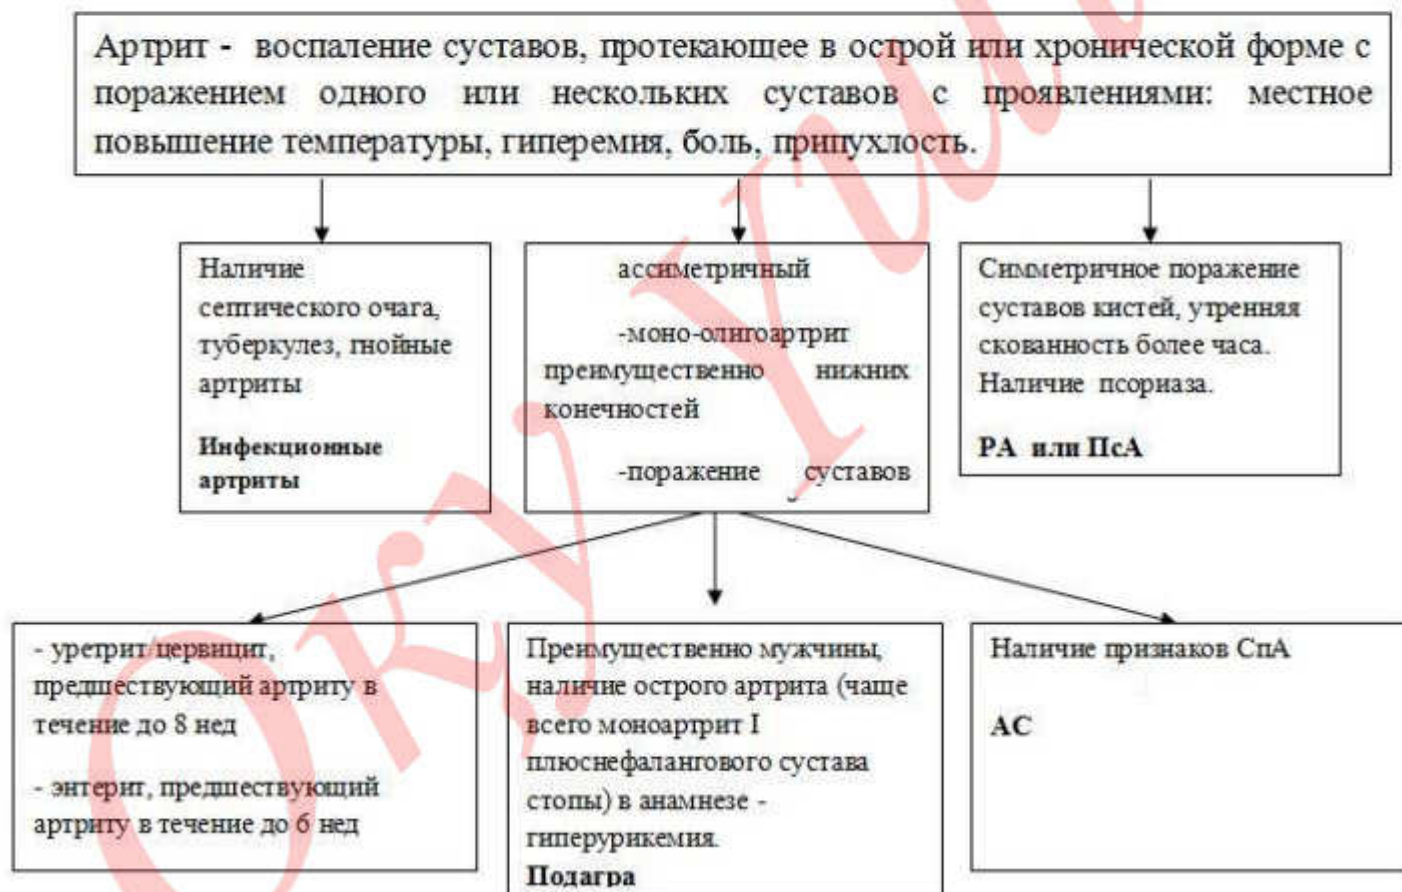 Артрит - воспаление суставов, протекающее в острой или хронической форме с
поражением одного или нескольких суставов с проявлениями: местное
повышение температуры, гиперемия, боль, припухлость.
Наличие
септического очага,
туберкулез, гнойные
артриты
Инфекционные
артриты
ассиметричный
-моно-олигоартрит
преимущественно нижних
конечностей
-поражение суставов
Симметричное поражение
суставов кистей, утренняя
скованность более часа.
Наличие псориаза.
РА или ПсА
- уретрит/цервицит,
предшествующий артриту в
течение до 8 нед
- энтерит, предшествующий
артриту в течение до 6 нед
Преимущественно мужчины,
наличие острого артрита (чаще
всего моноартрит I
плюснефалангового сустава
стопы) в анамнезе -
гиперурикемия.
Подагра
Наличие признаков СпА
АС